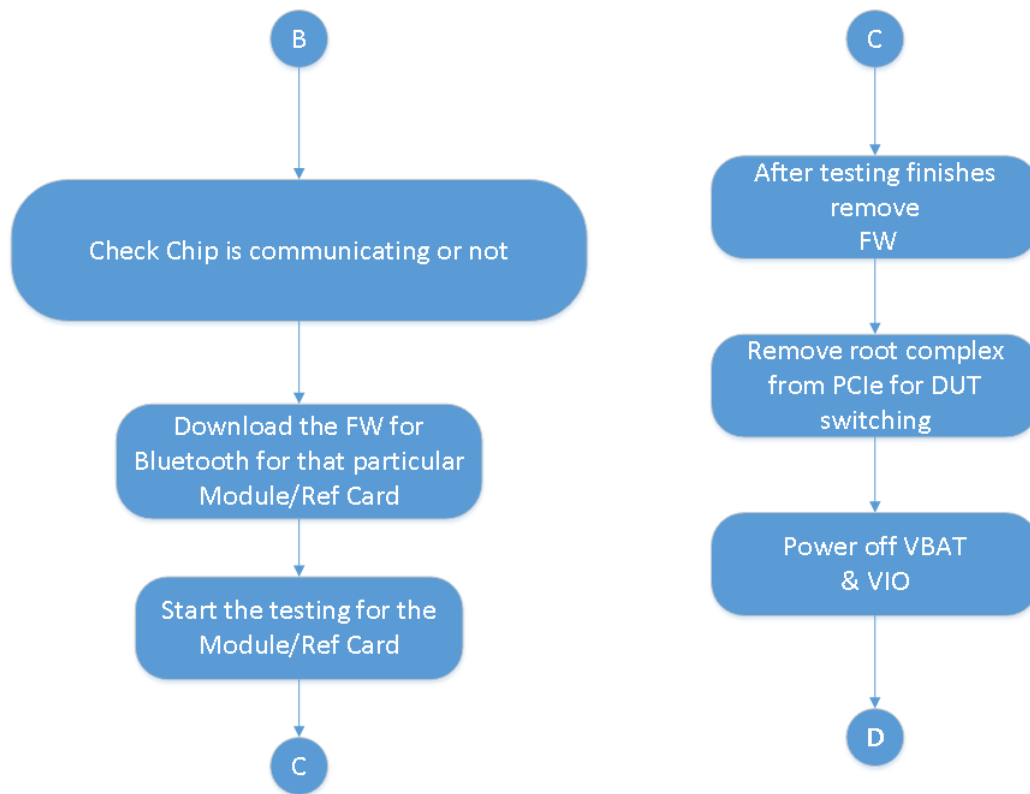 B
Check Chip is communicating or not
Download the FW for
Bluetooth for that particular
Module/Ref Card
Start the testing for the
Module/Ref Card
C
C
After testing finishes
remove
FW
Remove root complex
from PCIe for DUT
switching
Power off VBAT
& VIO
D